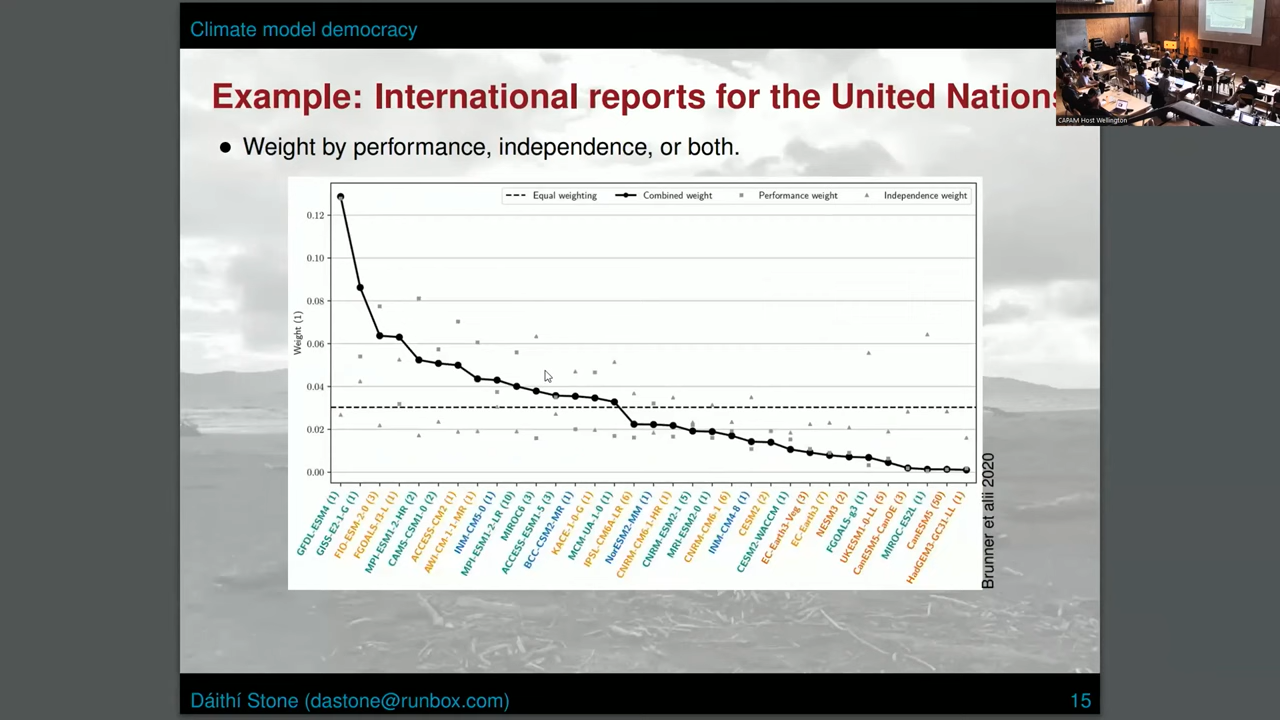 Climate model democracy
Example: International reports for the United Nations
CAPAM Host Wellington
● Weight by performance, independence, or both.
Equal weighting
Combined weight
Performance weight
Independence weight
0.12
0.10
0.08
0.06
0.04
0.02
0.00
Weight (1)
GFDL-ESM4 (1)
GISS-E2-1-G (1)
FIO-ESM-2-0 (3)
FGOALS-f3-L (1)
MPI-ESM1-2-HR (2)
CAMS-CSM1-0 (2)
ACCESS-CM2 (1)
AWI-CM-1-1-MR (1)
INM-CM5-0 (1)
MPI-ESM1-2-LR (10)
MIROC6 (3)
ACCESS-ESM1-5 (3)
BCC-CSM2-MR (1)
KACE-1-0-G (1)
MCM-UA-1-0 (1)
IPSL-CM6A-LR (6)
NorESM2-MM (1)
CNRM-CM6-1-HR (1)
CNRM-ESM2-1 (5)
MRI-ESM2-0 (1)
CNRM-CM6-1 (6)
INM-CM4-8 (1)
CESM2 (2)
CESM2-WACCM (1)
EC-Earth3-Veg (3)
EC-Earth3 (7)
NESM3 (2)
FGOALS-g3 (1)
UKESM1-0-LL (5)
CanESM5-CanOE (3)
MIROC-ES2L (1)
CanESM5 (50)
HadGEM3-GC31-LL (1)
Brunner et alii 2020
Dáithí Stone (dastone@runbox.com)
15